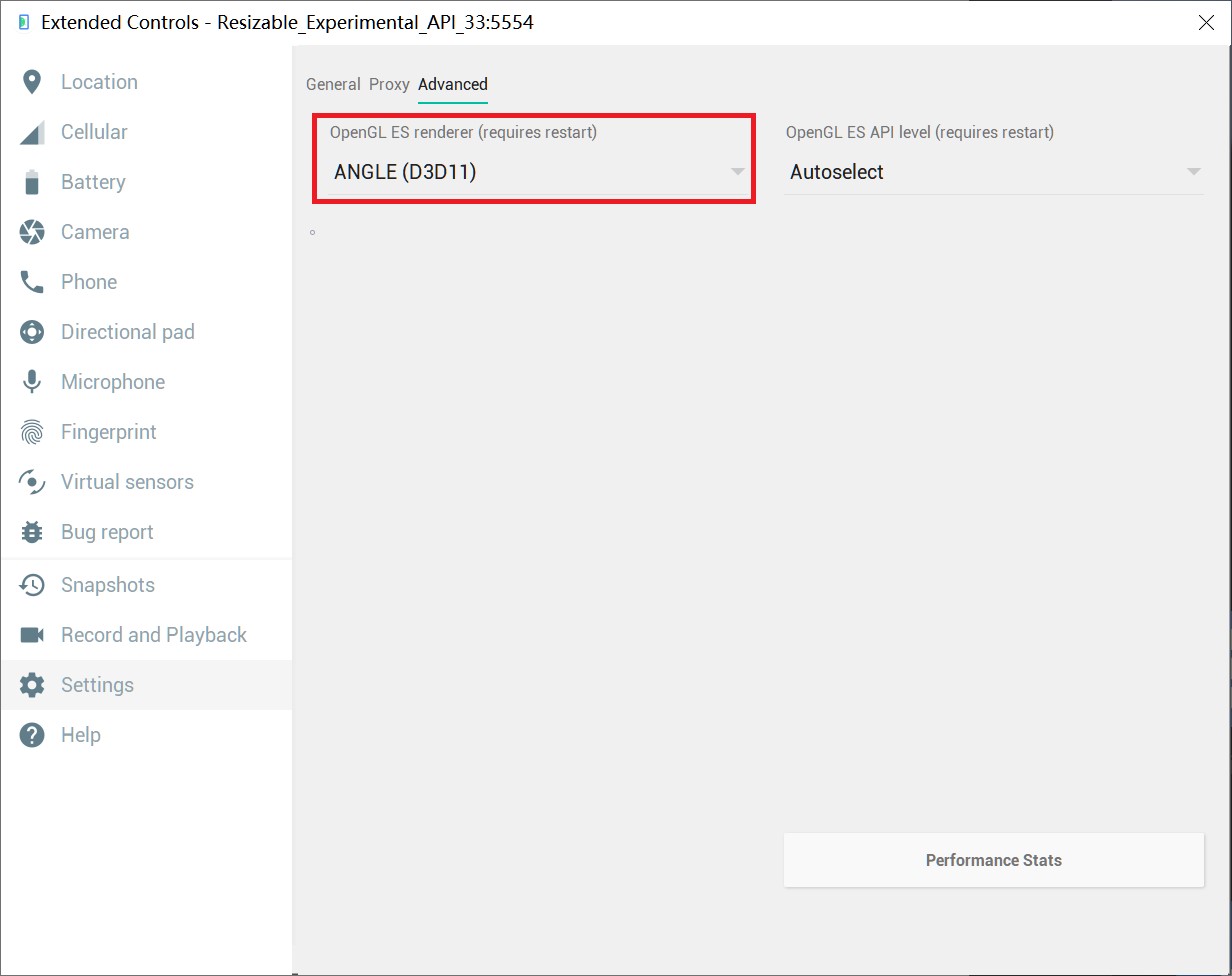 Extended Controls - Resizable_Experimental_API_33:5554
Location
Cellular
Battery
Camera
Phone
Directional pad
Microphone
Fingerprint
Virtual sensors
Bug report
Snapshots
Record and Playback
Settings
Help
General Proxy Advanced
OpenGL ES renderer (requires restart)
ANGLE (D3D11)
OpenGL ES API level (requires restart)
Autoselect
Performance Stats